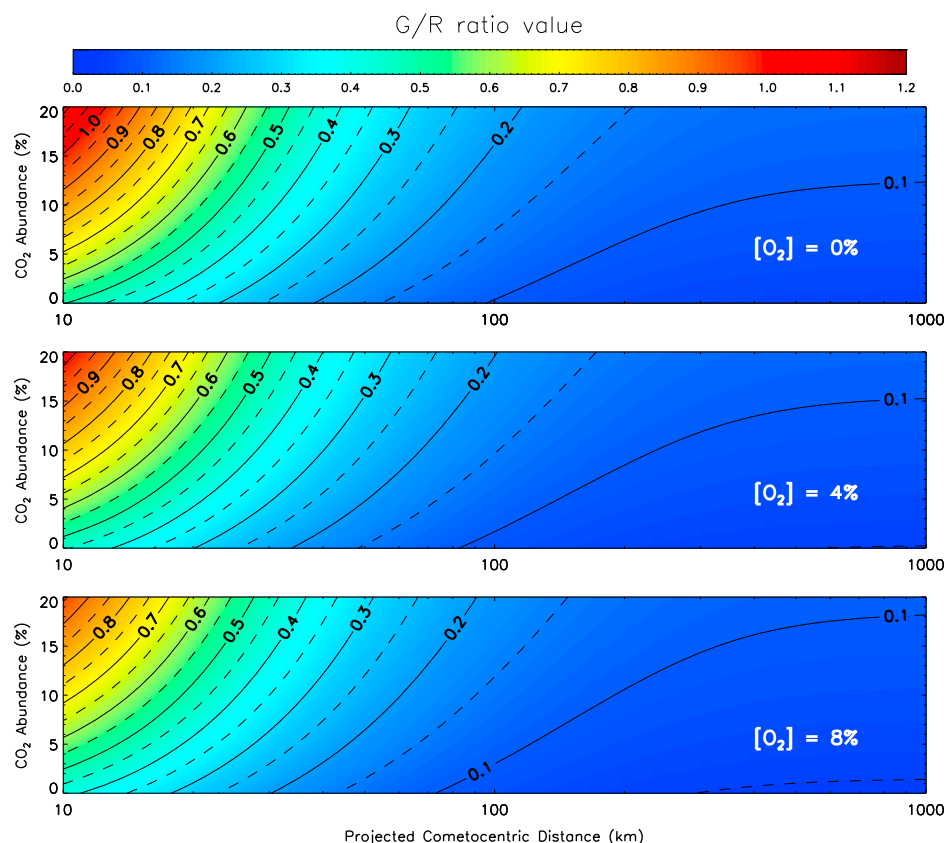 G/R ratio value
0.0 0.1 0.2 0.3 0.4 0.5 0.6 0.7 0.8 0.9 1.0 1.1 1.2
20
15
10
5
0
CO2 Abundance (%)
1.0 0.9 0.8 0.7 0.6 0.5 0.4 0.3 0.2 0.1
[O2] = 0%
10 100 1000
20
15
10
5
0
CO2 Abundance (%)
0.9 0.8 0.7 0.6 0.5 0.4 0.3 0.2 0.1
[O2] = 4%
10 100 1000
20
15
10
5
0
CO2 Abundance (%)
0.8 0.7 0.6 0.5 0.4 0.3 0.2 0.1 0.1
[O2] = 8%
10 100 1000
Projected Cometocentric Distance (km)